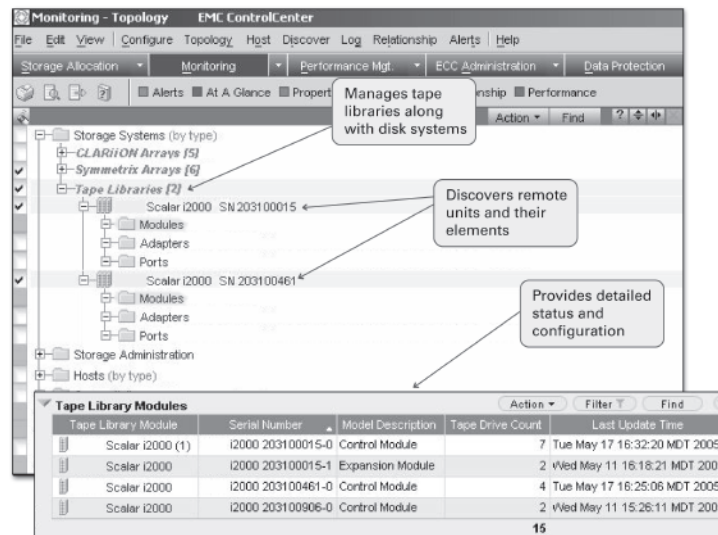 Monitoring - Topology EMC ControlCenter
File Edit View Configure Topology Host Discover Log Relationship Alerts Help
Storage Allocation Monitoring Performance Mgt. ECC Administration Data Protection
Alerts At A Glance Propert nship Performance
Action Find ?
Manages tape
libraries along
with disk systems
Storage Systems (by type)
CLARiiON Arrays [5]
Symmetrix Arrays [6]
Tape Libraries [2]
Scalar i2000 SN 203100015
Modules
Adapters
Ports
Discovers remote
units and their
elements
Scalar i2000 SN 203100461
Modules
Adapters
Ports
Storage Administration
Hosts (by type)
Provides detailed
status and
configuration
Tape Library Modules Action Filter Find
Tape Library Module Serial Number Model Description Tape Drive Count Last Update Time
Scalar i2000 (1) i2000 203100015-0 Control Module 7 Tue May 17 16:32:20 MDT 2005
Scalar i2000 i2000 203100015-1 Expansion Module 2 Wed May 11 16:18:21 MDT 200
Scalar i2000 i2000 203100461-0 Control Module 4 Tue May 17 16:25:06 MDT 2005
Scalar i2000 i2000 203100906-0 Control Module 2 Wed May 11 15:26:11 MDT 200
15